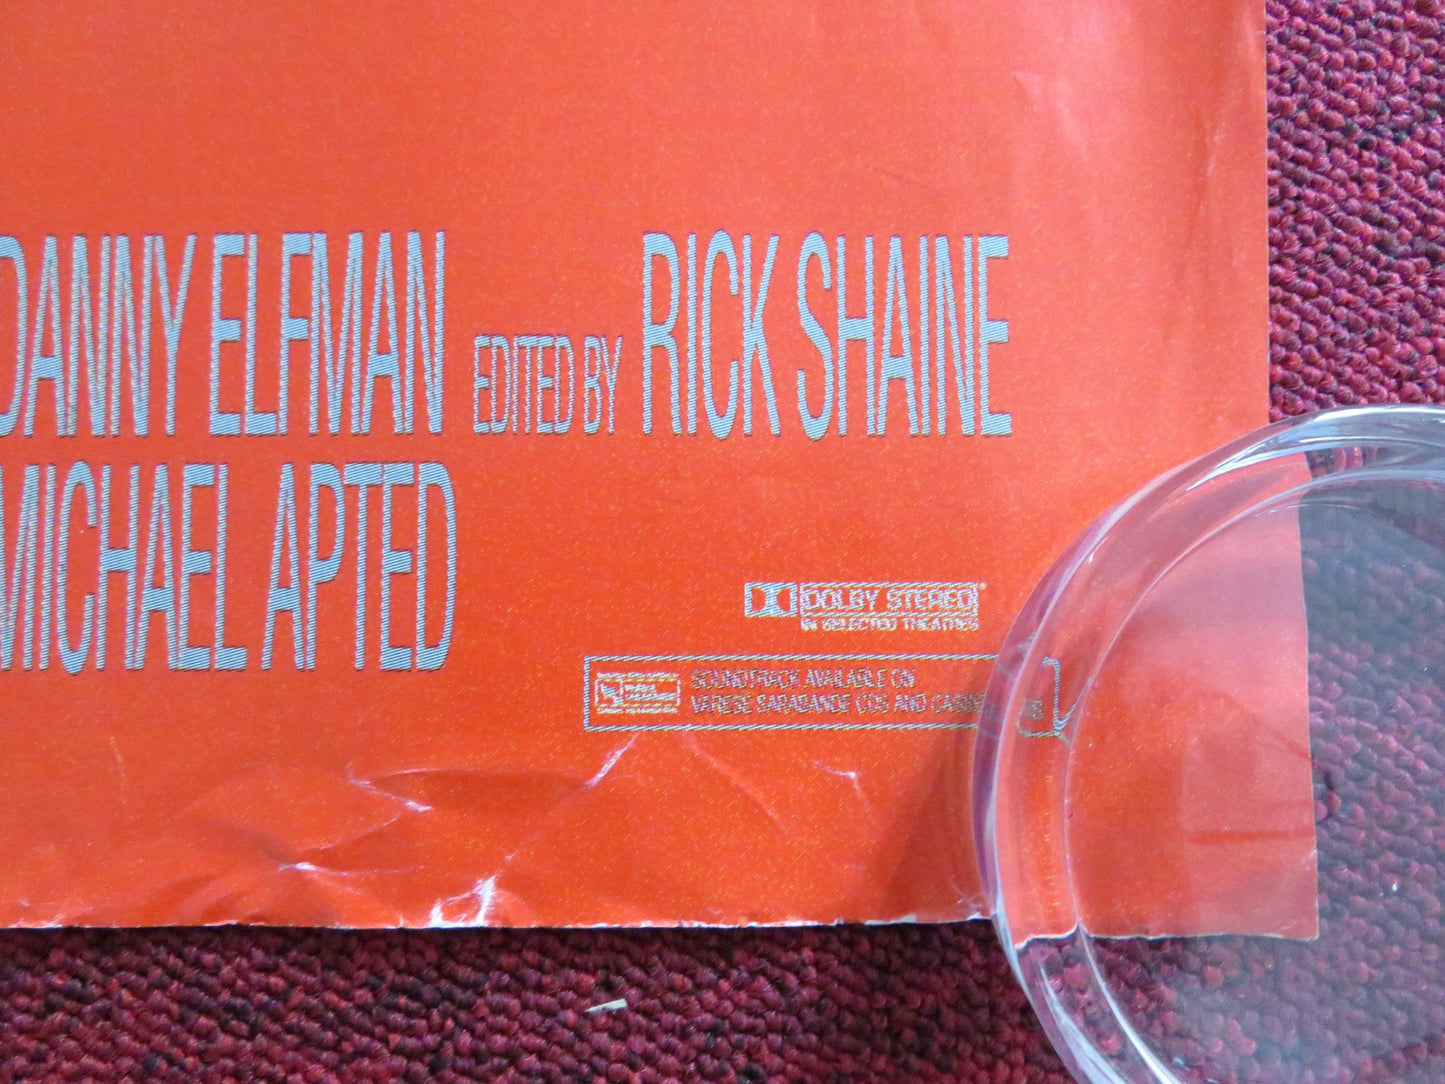 DANNY ELFMAN EDITED BY RICK SHAINE
MICHAEL APTED
DOLBY STEREO
IN SELECTED THEATRES
SOUNDTRACK AVAILABLE ON
VARESE SARABANDE CDS AND